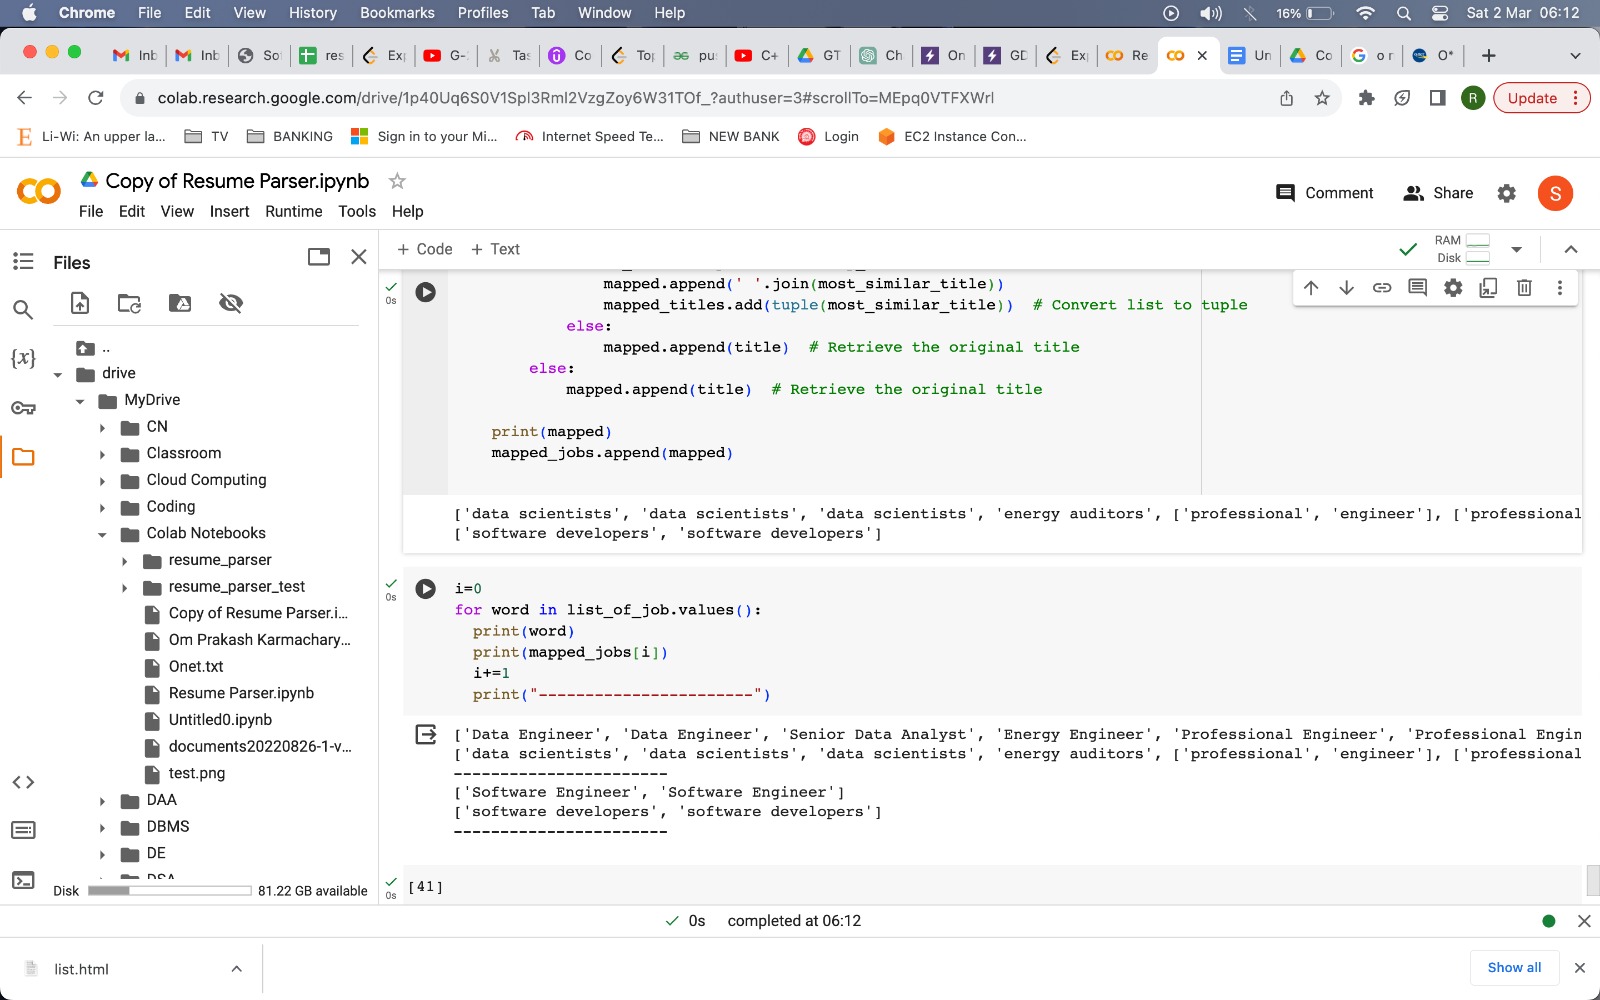 Chrome File Edit View History Bookmarks Profiles Tab Window Help 16% Sat 2 Mar 06:12
Inb Inb So res Ex G- Tas Co Top pu C+ GT Ch On GD Ex Re Un Co o r O*
colab.research.google.com/drive/1p40Uq6S0V1Spl3RmI2VzgZoy6W31TOf_?authuser=3#scrollTo=MEpq0VTFXWrl R Update
Li-Wi: An upper la... TV BANKING Sign in to your Mi... Internet Speed Te... NEW BANK Login EC2 Instance Con...
Copy of Resume Parser.ipynb
Comment Share S
File Edit View Insert Runtime Tools Help
Files
+ Code + Text
RAM
Disk
..
drive
MyDrive
CN
Classroom
Cloud Computing
Coding
Colab Notebooks
resume_parser
resume_parser_test
Copy of Resume Parser.i...
Om Prakash Karmachary...
Onet.txt
Resume Parser.ipynb
Untitled0.ipynb
documents20220826-1-v...
test.png
DAA
DBMS
DE
Disk 81.22 GB available
{x}
0s
mapped.append(' '.join(most_similar_title))
mapped_titles.add(tuple(most_similar_title))  # Convert list to tuple
else:
mapped.append(title)  # Retrieve the original title
else:
mapped.append(title)  # Retrieve the original title
print(mapped)
mapped_jobs.append(mapped)
['data scientists', 'data scientists', 'data scientists', 'energy auditors', ['professional', 'engineer'], ['professional
['software developers', 'software developers']
0s
i=0
for word in list_of_job.values():
print(word)
print(mapped_jobs[i])
i+=1
print("-----------------------")
['Data Engineer', 'Data Engineer', 'Senior Data Analyst', 'Energy Engineer', 'Professional Engineer', 'Professional Engin
['data scientists', 'data scientists', 'data scientists', 'energy auditors', ['professional', 'engineer'], ['professional
-----------------------
['Software Engineer', 'Software Engineer']
['software developers', 'software developers']
-----------------------
0s
[41]
0s completed at 06:12
list.html
Show all